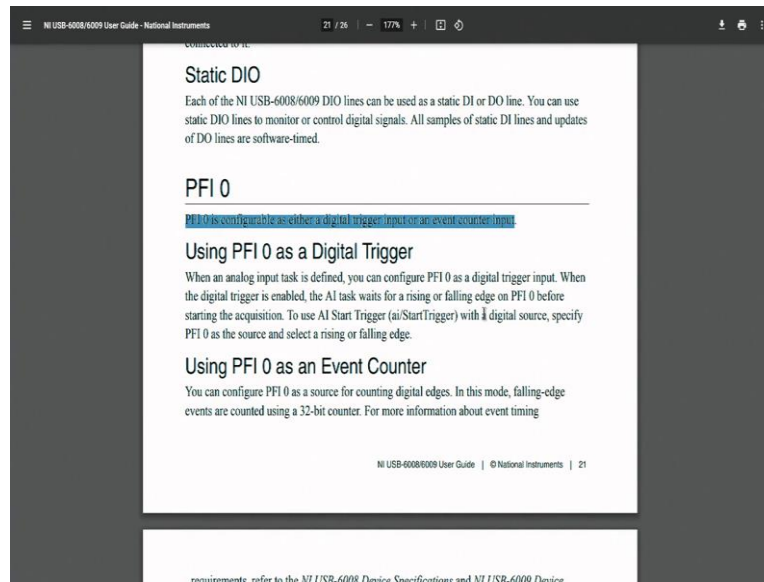 NI USB-6008/6009 User Guide - National Instruments 21 / 26 177%
connected to it.
Static DIO
Each of the NI USB-6008/6009 DIO lines can be used as a static DI or DO line. You can use
static DIO lines to monitor or control digital signals. All samples of static DI lines and updates
of DO lines are software-timed.
PFI 0
PFI 0 is configurable as either a digital trigger input or an event counter input.
Using PFI 0 as a Digital Trigger
When an analog input task is defined, you can configure PFI 0 as a digital trigger input. When
the digital trigger is enabled, the AI task waits for a rising or falling edge on PFI 0 before
starting the acquisition. To use AI Start Trigger (ai/StartTrigger) with a digital source, specify
PFI 0 as the source and select a rising or falling edge.
Using PFI 0 as an Event Counter
You can configure PFI 0 as a source for counting digital edges. In this mode, falling-edge
events are counted using a 32-bit counter. For more information about event timing
NI USB-6008/6009 User Guide | © National Instruments | 21
requirements, refer to the NI USB-6008 Device Specifications and NI USB-6009 Device